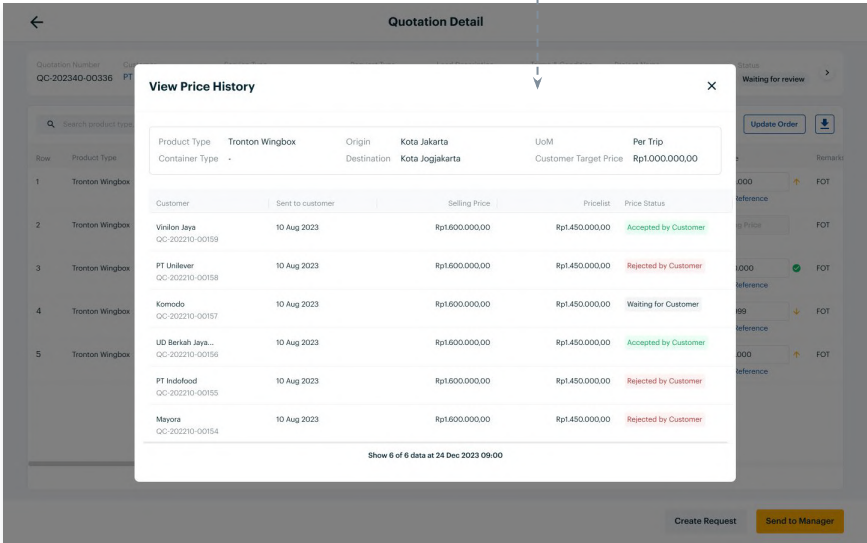 Quotation Detail
Quotation Number
Status
QC-202340-00336 PT
Waiting for review
View Price History
Search product type
Update Order
Product Type Tronton Wingbox Origin Kota Jakarta UoM Per Trip
Container Type - Destination Kota Jogjakarta Customer Target Price Rp1.000.000,00
Row Product Type Remarks
Customer Sent to customer Selling Price Pricelist Price Status
1 Tronton Wingbox .000 FOT
Reference
Vinilon Jaya 10 Aug 2023 Rp1.600.000,00 Rp1.450.000,00 Accepted by Customer
QC-202210-00159
2 Tronton Wingbox Price FOT
PT Unilever 10 Aug 2023 Rp1.600.000,00 Rp1.450.000,00 Rejected by Customer
QC-202210-00158
3 Tronton Wingbox .000 FOT
Reference
Komodo 10 Aug 2023 Rp1.600.000,00 Rp1.450.000,00 Waiting for Customer
QC-202210-00157
4 Tronton Wingbox 999 FOT
Reference
UD Berkah Jaya... 10 Aug 2023 Rp1.600.000,00 Rp1.450.000,00 Accepted by Customer
QC-202210-00156
5 Tronton Wingbox .000 FOT
Reference
PT Indofood 10 Aug 2023 Rp1.600.000,00 Rp1.450.000,00 Rejected by Customer
QC-202210-00155
Mayora 10 Aug 2023 Rp1.600.000,00 Rp1.450.000,00 Rejected by Customer
QC-202210-00154
Show 6 of 6 data at 24 Dec 2023 09:00
Create Request
Send to Manager